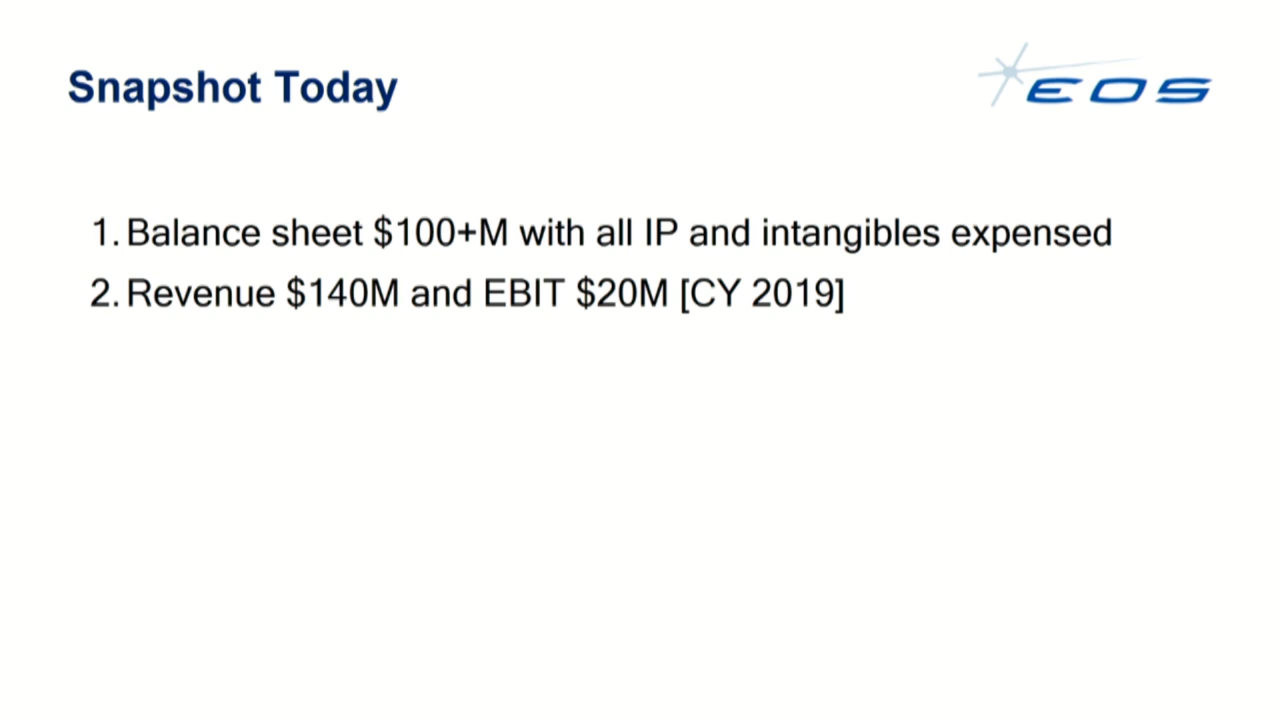 Snapshot Today
EOS
1. Balance sheet $100+M with all IP and intangibles expensed
2. Revenue $140M and EBIT $20M [CY 2019]